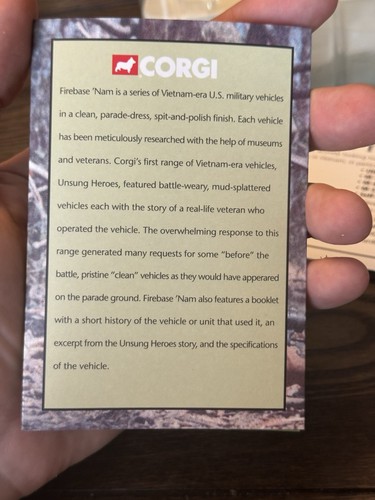 CORGI
Firebase 'Nam is a series of Vietnam-era U.S. military vehicles
in a clean, parade-dress, spit-and-polish finish. Each vehicle
has been meticulously researched with the help of museums
and veterans. Corgi's first range of Vietnam-era vehicles,
Unsung Heroes, featured battle-weary, mud-splattered
vehicles each with the story of a real-life veteran who
operated the vehicle. The overwhelming response to this
range generated many requests for some "before" the
battle, pristine "clean" vehicles as they would have apperared
on the parade ground. Firebase 'Nam also features a booklet
with a short history of the vehicle or unit that used it, an
excerpt from the Unsung Heroes story, and the specifications
of the vehicle.